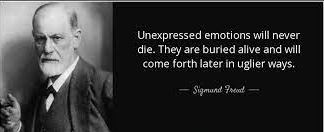 Unexpressed emotions will never
die. They are buried alive and will
come forth later in uglier ways.
— Sigmund Freud —